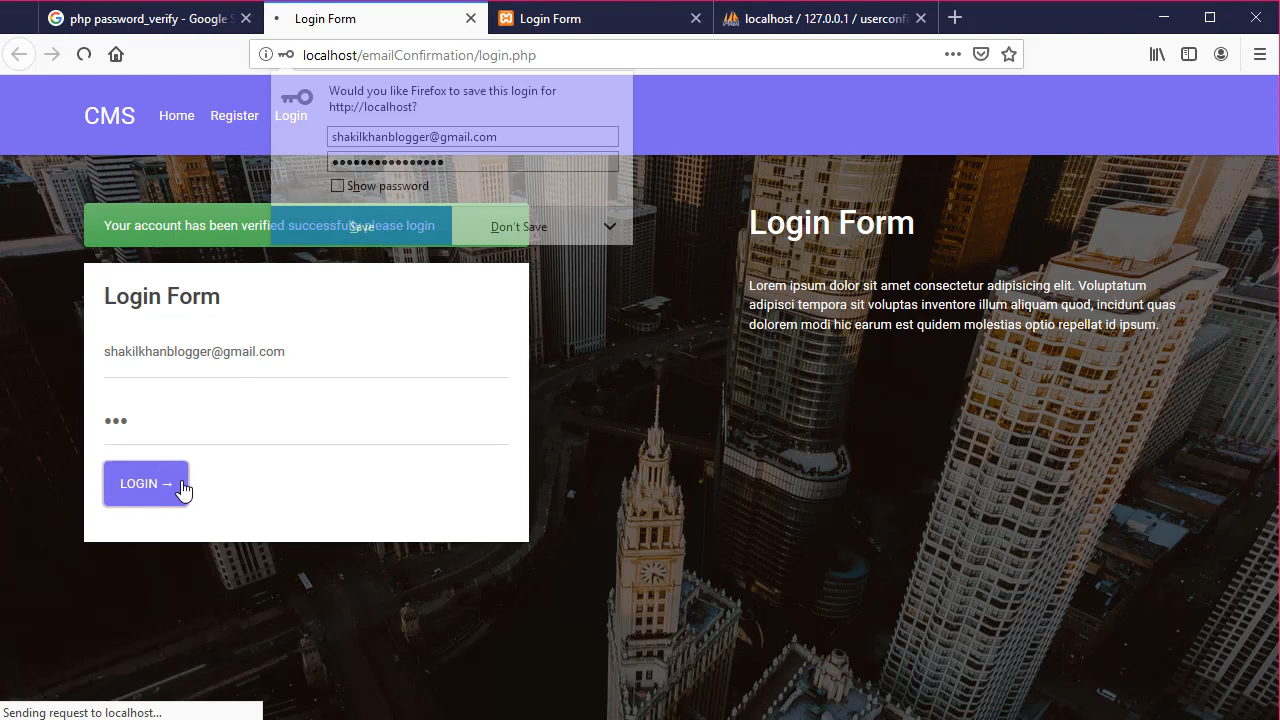 php password_verify - Google S
Login Form
Login Form
localhost / 127.0.0.1 / userconfi
localhost/emailConfirmation/login.php
Would you like Firefox to save this login for
http://localhost?
shakilkhanblogger@gmail.com
••••••••••••••••
Show password
Save
Don't Save
CMS
Home
Register
Login
Your account has been verified successfully please login
Login Form
shakilkhanblogger@gmail.com
•••
LOGIN →
Login Form
Lorem ipsum dolor sit amet consectetur adipisicing elit. Voluptatum
adipisci tempora sit voluptas inventore illum aliquam quod, incidunt quas
dolorem modi hic earum est quidem molestias optio repellat id ipsum.
Sending request to localhost...